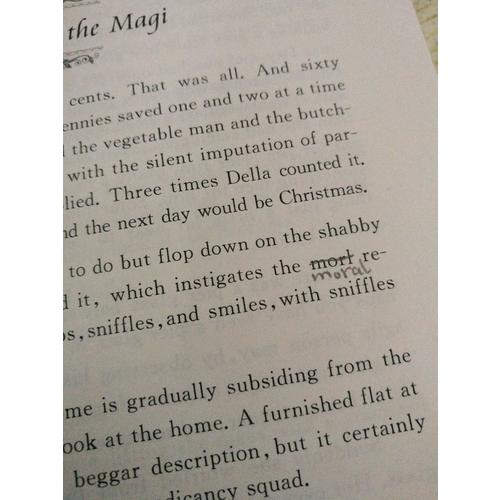 the Magi
cents. That was all. And sixty
ennies saved one and two at a time
the vegetable man and the butch-
with the silent imputation of par-
lied. Three times Della counted it.
nd the next day would be Christmas.
to do but flop down on the shabby
d it, which instigates the mort re-
moral
os, sniffles, and smiles, with sniffles
me is gradually subsiding from the
ook at the home. A furnished flat at
beggar description, but it certainly
dicancy squad.